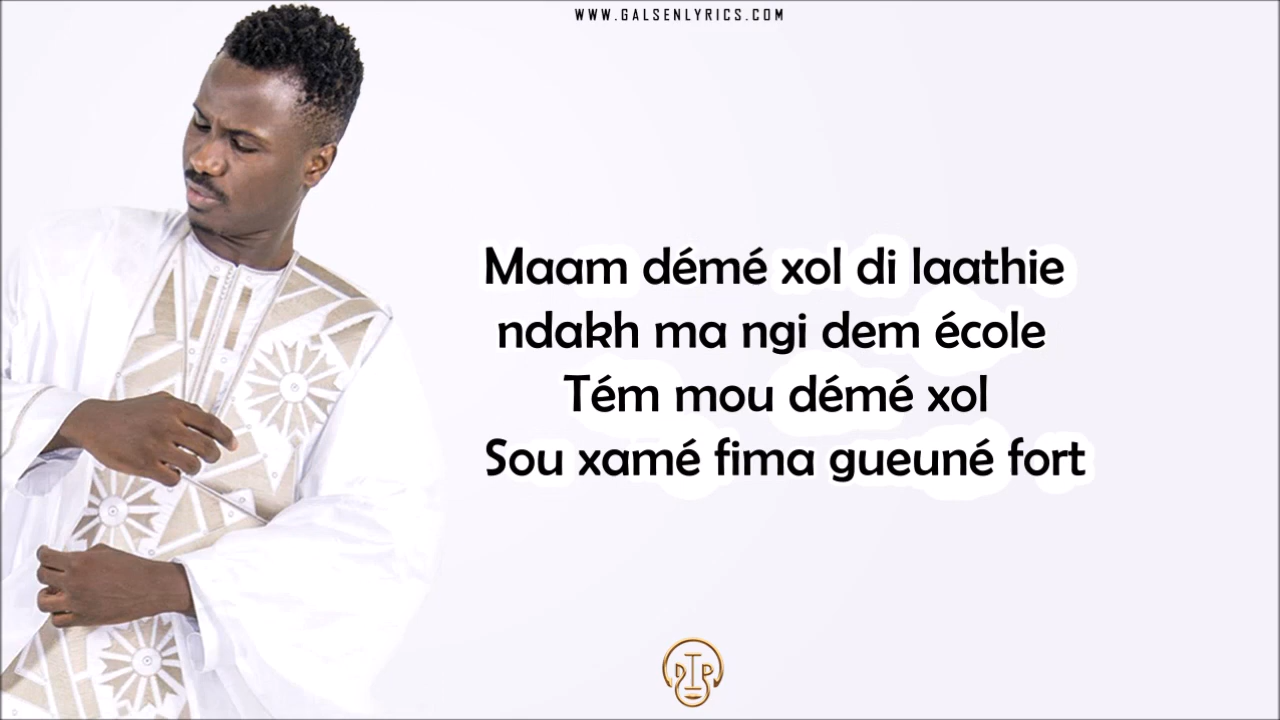 WWW.GALSENLYRICS.COM
Maam démé xol di laathie
ndakh ma ngi dem école
Tém mou démé xol
Sou xamé fima gueuné fort
DTP